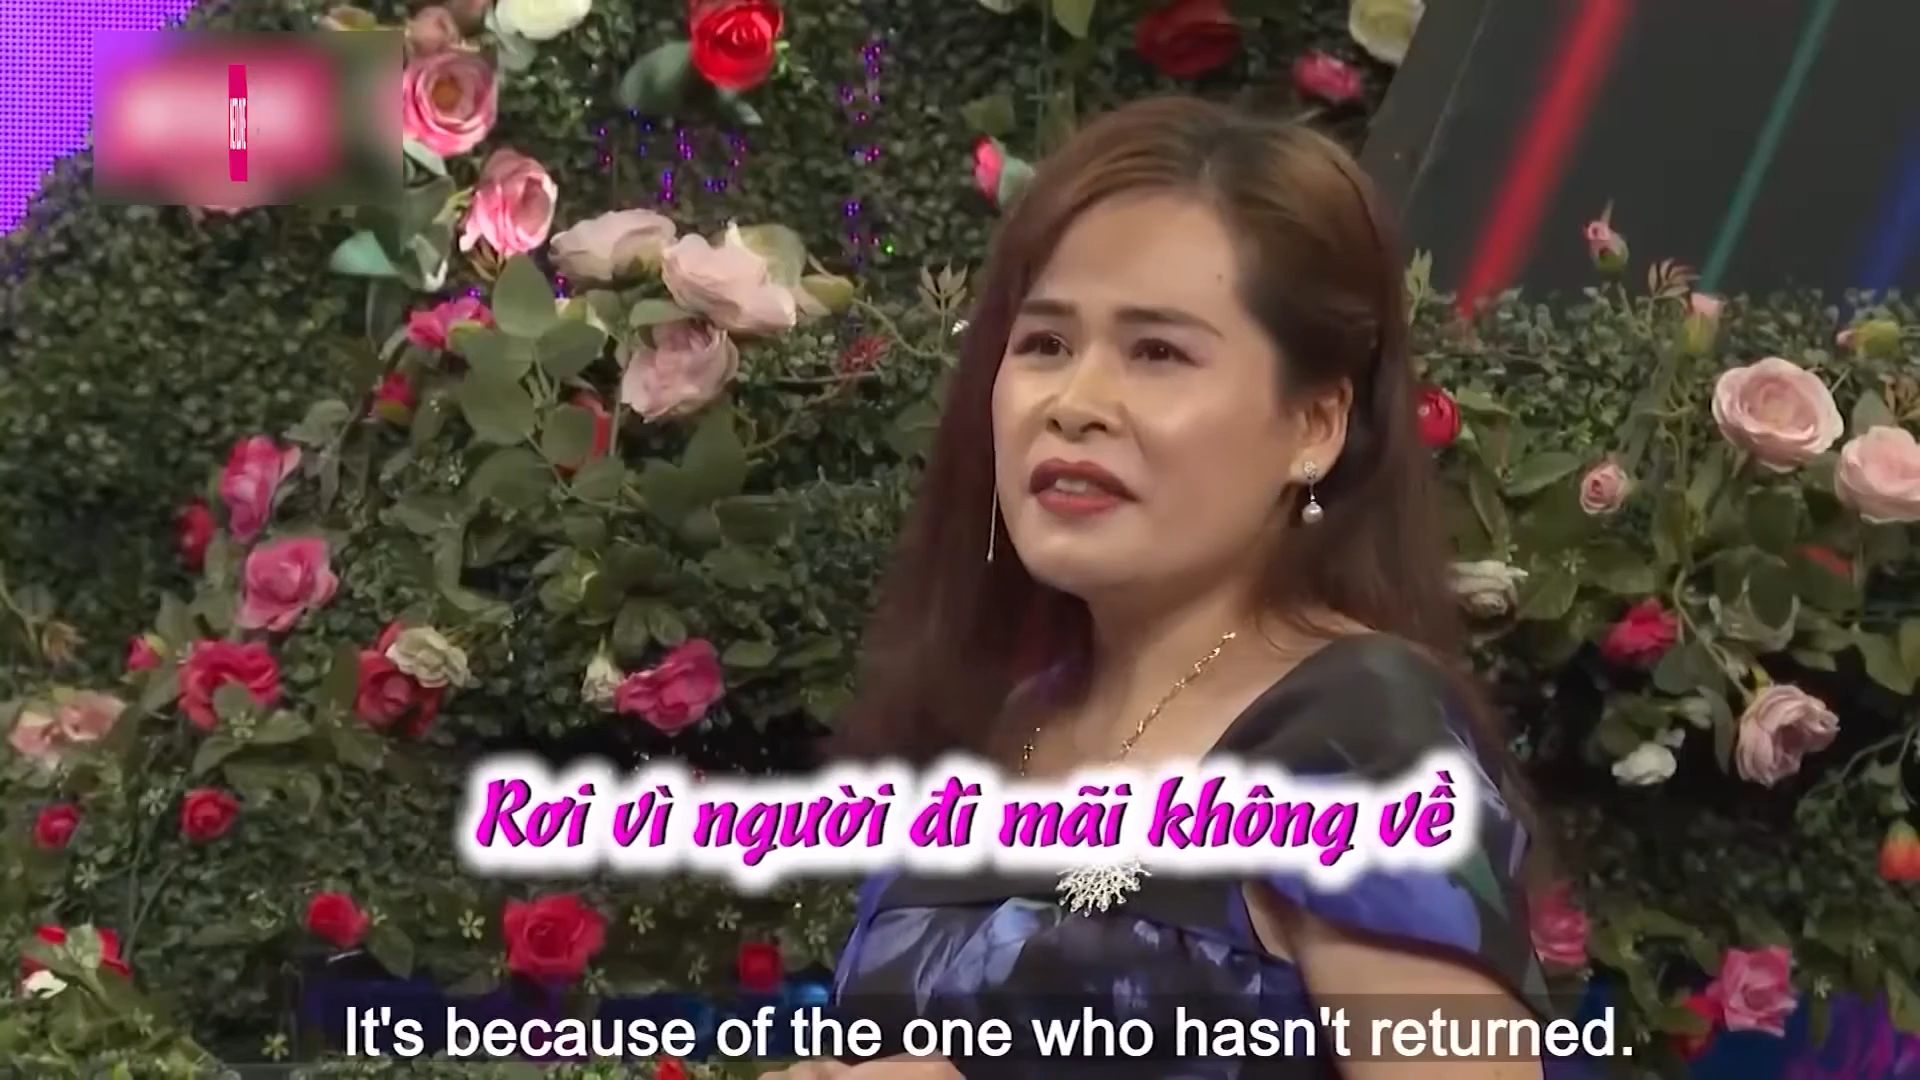 Rơi vì người đi mãi không về
It's because of the one who hasn't returned.